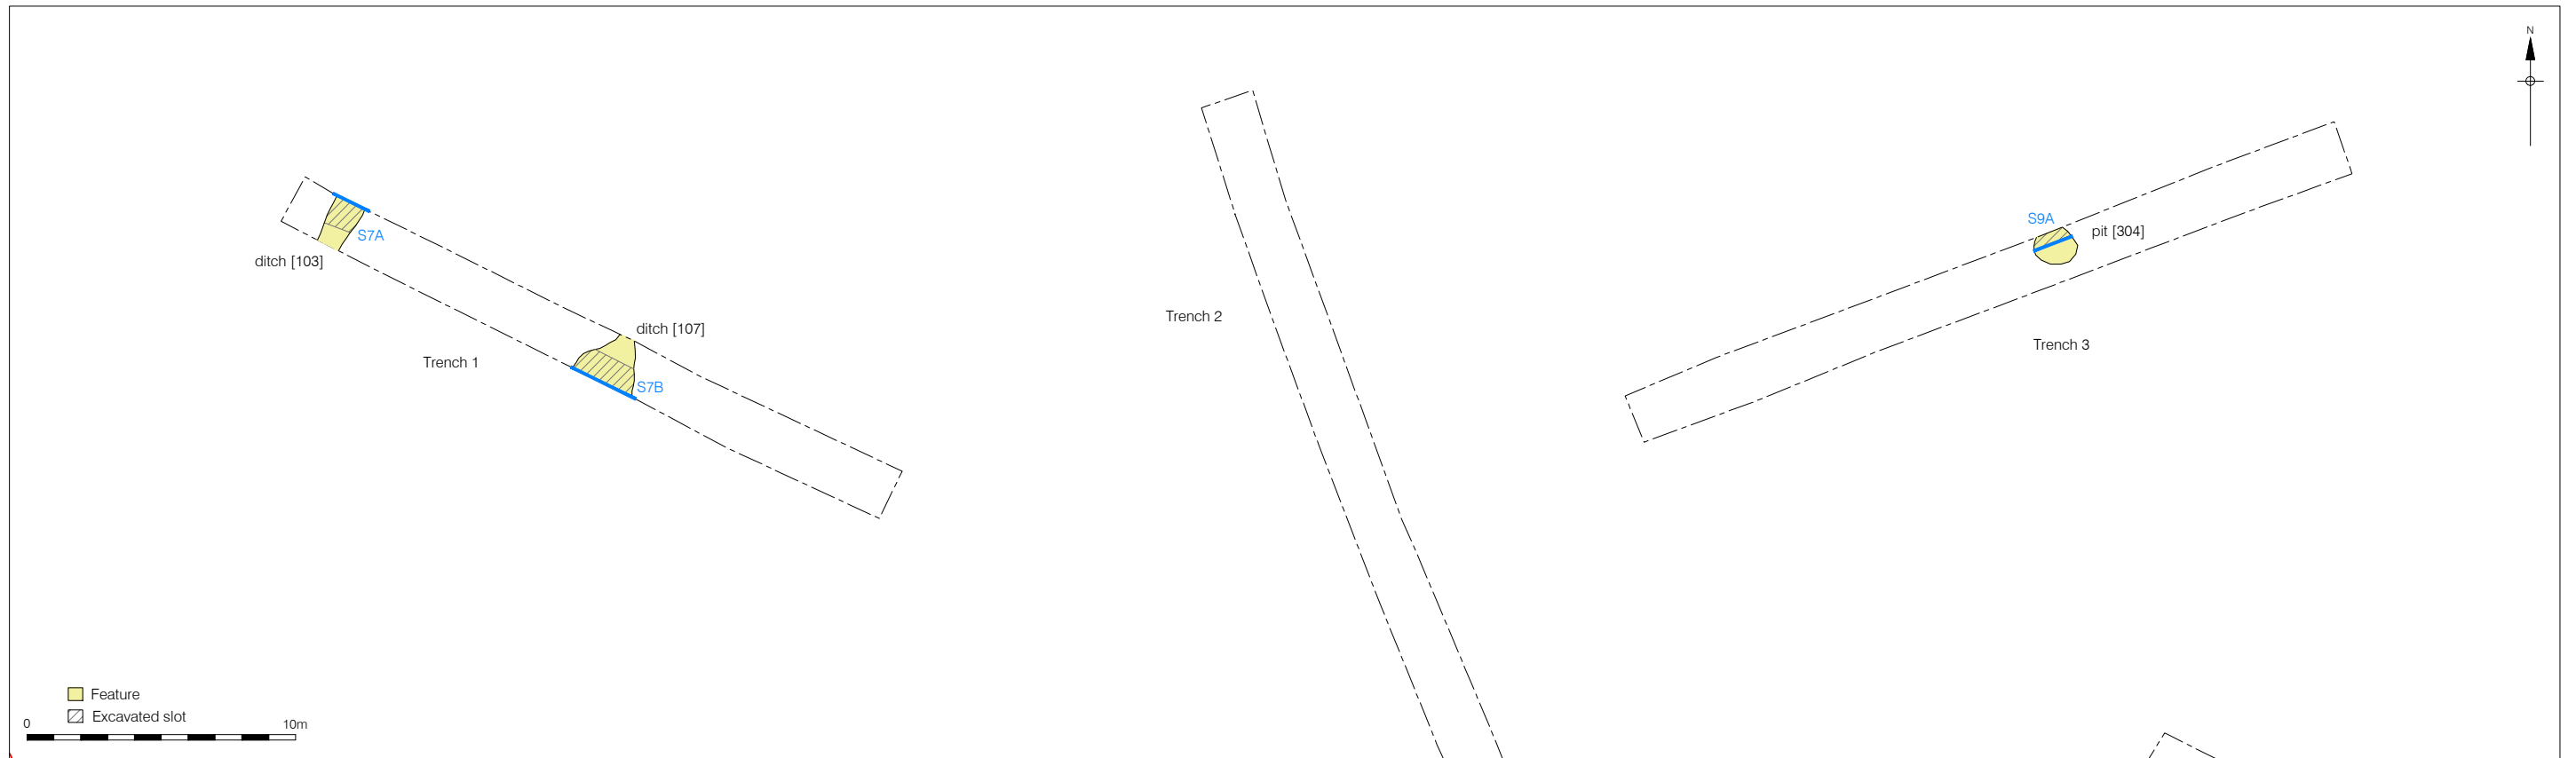 N
S9A
pit [304]
S7A
ditch [103]
Trench 2
ditch [107]
Trench 3
Trench 1
S7B
Feature
Excavated slot
0 10m